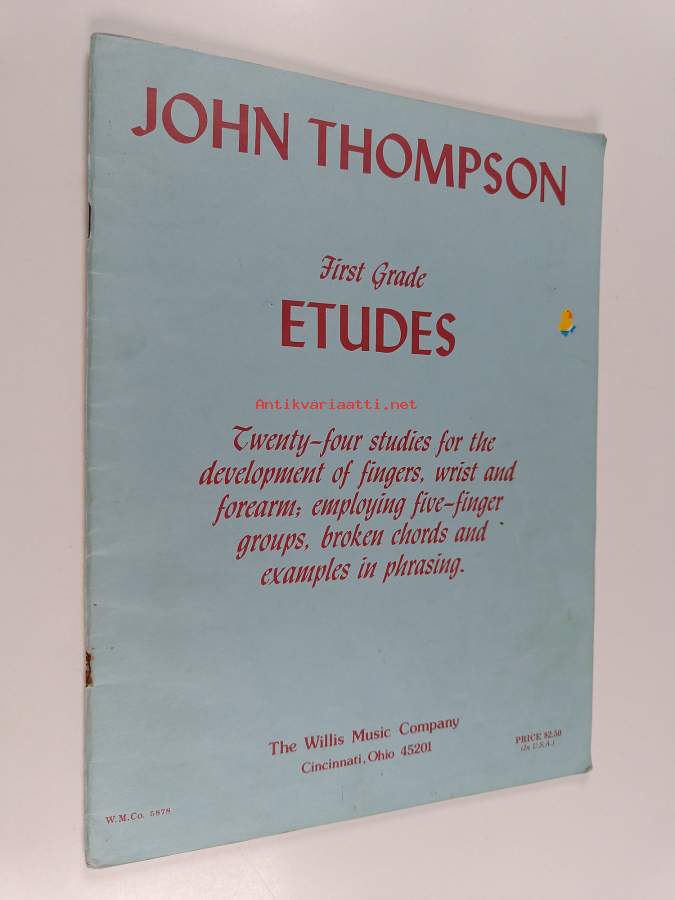 JOHN THOMPSON
First Grade
ETUDES
Antikvariaatti.net
Twenty-four studies for the
development of fingers, wrist and
forearm; employing five-finger
groups, broken chords and
examples in phrasing.
The Willis Music Company
Cincinnati, Ohio 45201
PRICE $2.50
(In U.S.A.)
W.M.Co. 5878